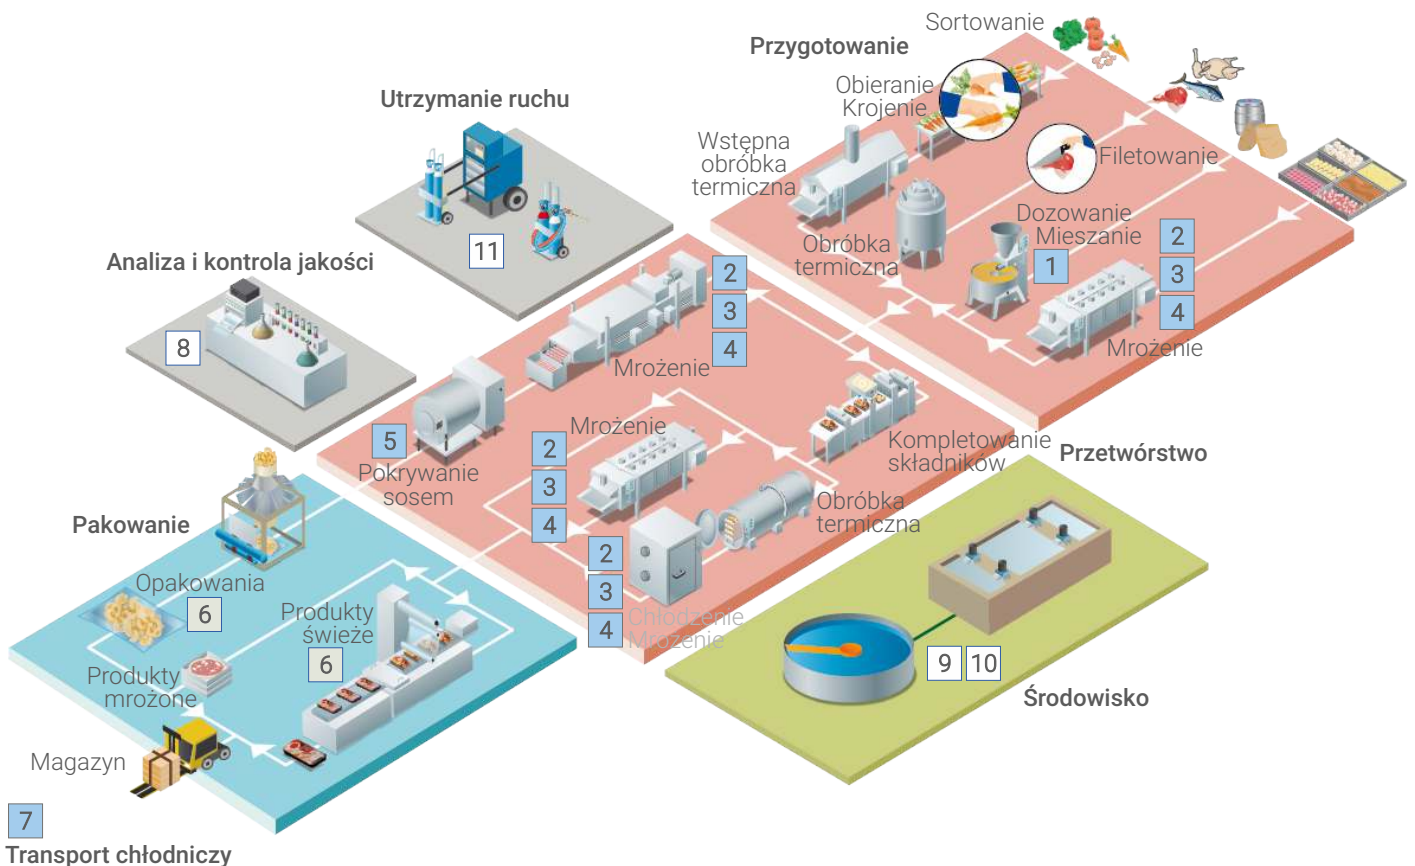 Sortowanie
Przygotowanie
Obieranie
Krojenie
Utrzymanie ruchu
Wstępna
obróbka
termiczna
Filetowanie
Dozowanie
Mieszanie
2
1
3
4
Obróbka
termiczna
Mrożenie
11
Analiza i kontrola jakości
8
2
3
4
Mrożenie
5
Pokrywanie
sosem
Mrożenie
2
3
4
Kompletowanie
składników
Przetwórstwo
Obróbka
termiczna
2
3
4
Chłodzenie
Mrożenie
Pakowanie
Opakowania
6
Produkty
świeże
6
Produkty
mrożone
Magazyn
9
10
Środowisko
7
Transport chłodniczy